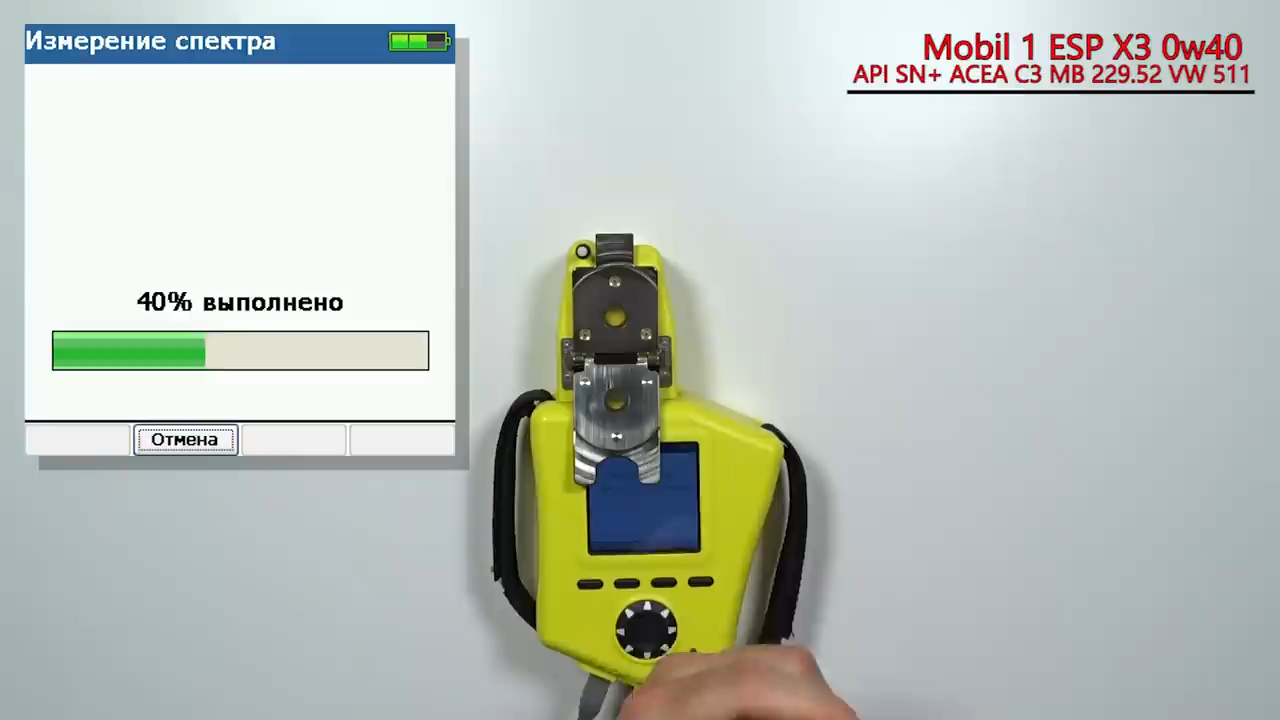 Измерение спектра
40% выполнено
Отмена
Mobil 1 ESP X3 0w40
API SN+ ACEA C3 MB 229.52 VW 511